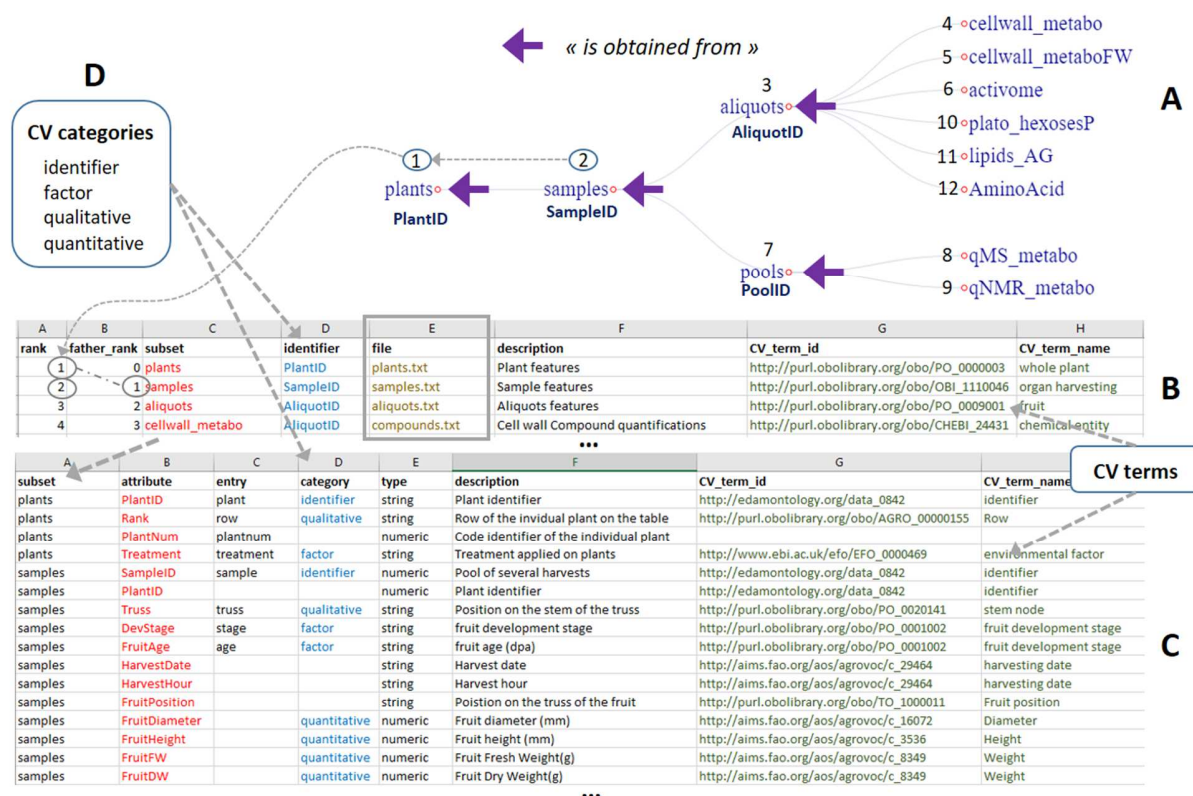 « is obtained from »
A
D
CV categories
identifier
factor
qualitative
quantitative
1
plants
PlantID
2
samples
SampleID
3
aliquots
AliquotID
4 cellwall_metabo
5 cellwall_metaboFW
6 activome
10 plato_hexosesP
11 lipids_AG
12 AminoAcid
7
pools
PoolID
8 qMS_metabo
9 qNMR_metabo
A B C D E F G H
rank father_rank subset identifier file description CV_term_id CV_term_name
1 0 plants PlantID plants.txt Plant features http://purl.obolibrary.org/obo/PO_0000003 whole plant
2 1 samples SampleID samples.txt Sample features http://purl.obolibrary.org/obo/OBI_1110046 organ harvesting
3 2 aliquots AliquotID aliquots.txt Aliquots features http://purl.obolibrary.org/obo/PO_0009001 fruit
4 3 cellwall_metabo AliquotID compounds.txt Cell wall Compound quantifications http://purl.obolibrary.org/obo/CHEBI_24431 chemical entity
...
B
CV terms
A B C D E F G
subset attribute entry category type description CV_term_id CV_term_name
plants PlantID plant identifier string Plant identifier http://edamontology.org/data_0842 identifier
plants Rank row qualitative string Row of the invidual plant on the table http://purl.obolibrary.org/obo/AGRO_00000155 Row
plants PlantNum plantnum numeric Code identifier of the individual plant
plants Treatment treatment factor string Treatment applied on plants http://www.ebi.ac.uk/efo/EFO_0000469 environmental factor
samples SampleID sample identifier numeric Pool of several harvests http://edamontology.org/data_0842 identifier
samples PlantID numeric Plant identifier http://edamontology.org/data_0842 identifier
samples Truss truss qualitative string Position on the stem of the truss http://purl.obolibrary.org/obo/PO_0020141 stem node
samples DevStage stage factor string fruit development stage http://purl.obolibrary.org/obo/PO_0001002 fruit development stage
samples FruitAge age factor string fruit age (dpa) http://purl.obolibrary.org/obo/PO_0001002 fruit development stage
samples HarvestDate string Harvest date http://aims.fao.org/aos/agrovoc/c_29464 harvesting date
samples HarvestHour string Harvest hour http://aims.fao.org/aos/agrovoc/c_29464 harvesting date
samples FruitPosition string Poistion on the truss of the fruit http://purl.obolibrary.org/obo/TO_1000011 Fruit position
samples FruitDiameter quantitative numeric Fruit diameter (mm) http://aims.fao.org/aos/agrovoc/c_16072 Diameter
samples FruitHeight quantitative numeric Fruit height (mm) http://aims.fao.org/aos/agrovoc/c_3536 Height
samples FruitFW quantitative numeric Fruit Fresh Weight(g) http://aims.fao.org/aos/agrovoc/c_8349 Weight
samples FruitDW quantitative numeric Fruit Dry Weight(g) http://aims.fao.org/aos/agrovoc/c_8349 Weight
...
C